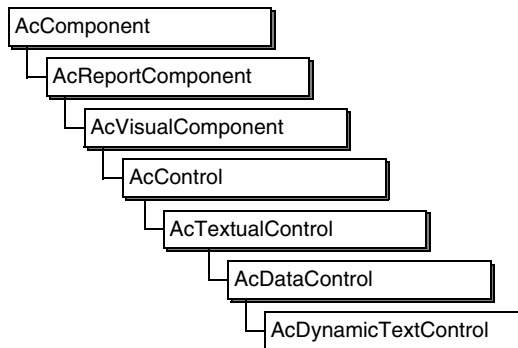 AcComponent
AcReportComponent
AcVisualComponent
AcControl
AcTextualControl
AcDataControl
AcDynamicTextControl